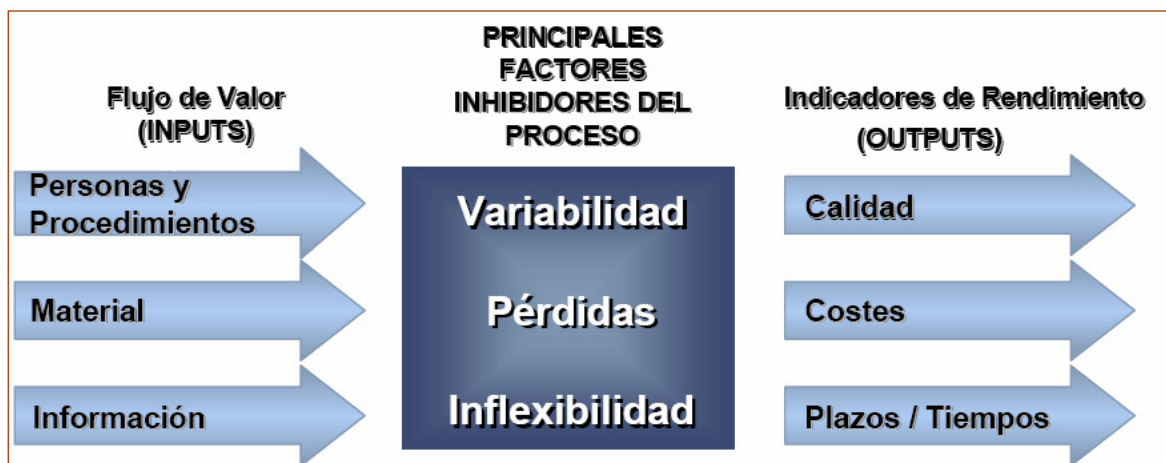 Flujo de Valor
(INPUTS)
Personas y
Procedimientos
Material
Información
PRINCIPALES
FACTORES
INHIBIDORES DEL
PROCESO
Variabilidad
Pérdidas
Inflexibilidad
Indicadores de Rendimiento
(OUTPUTS)
Calidad
Costes
Plazos / Tiempos